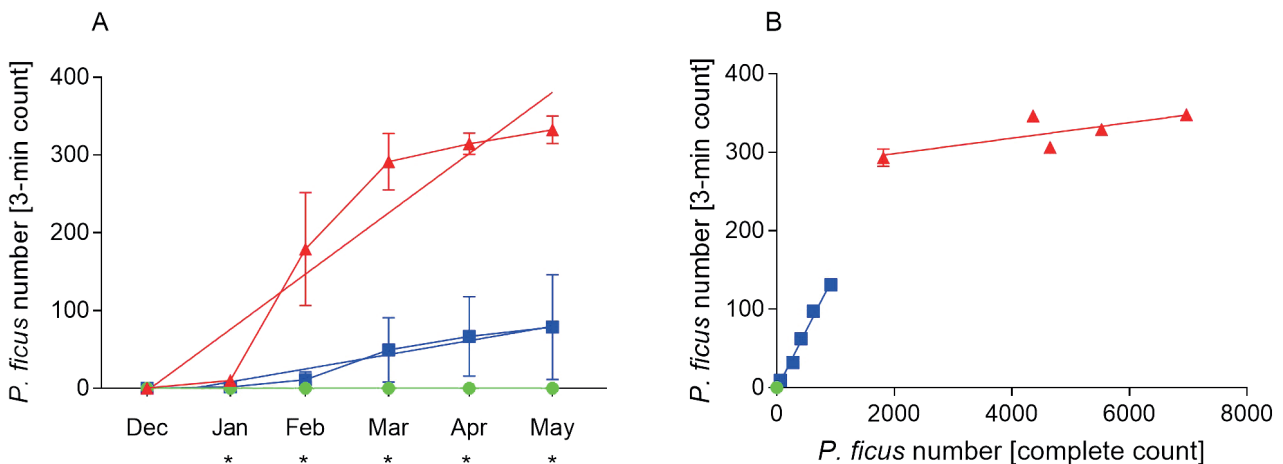 A
P. ficus number [3-min count]
400
300
200
100
0
Dec Jan Feb Mar Apr May
* * * * *
B
P. ficus number [3-min count]
400
300
200
100
0
0 2000 4000 6000 8000
P. ficus number [complete count]